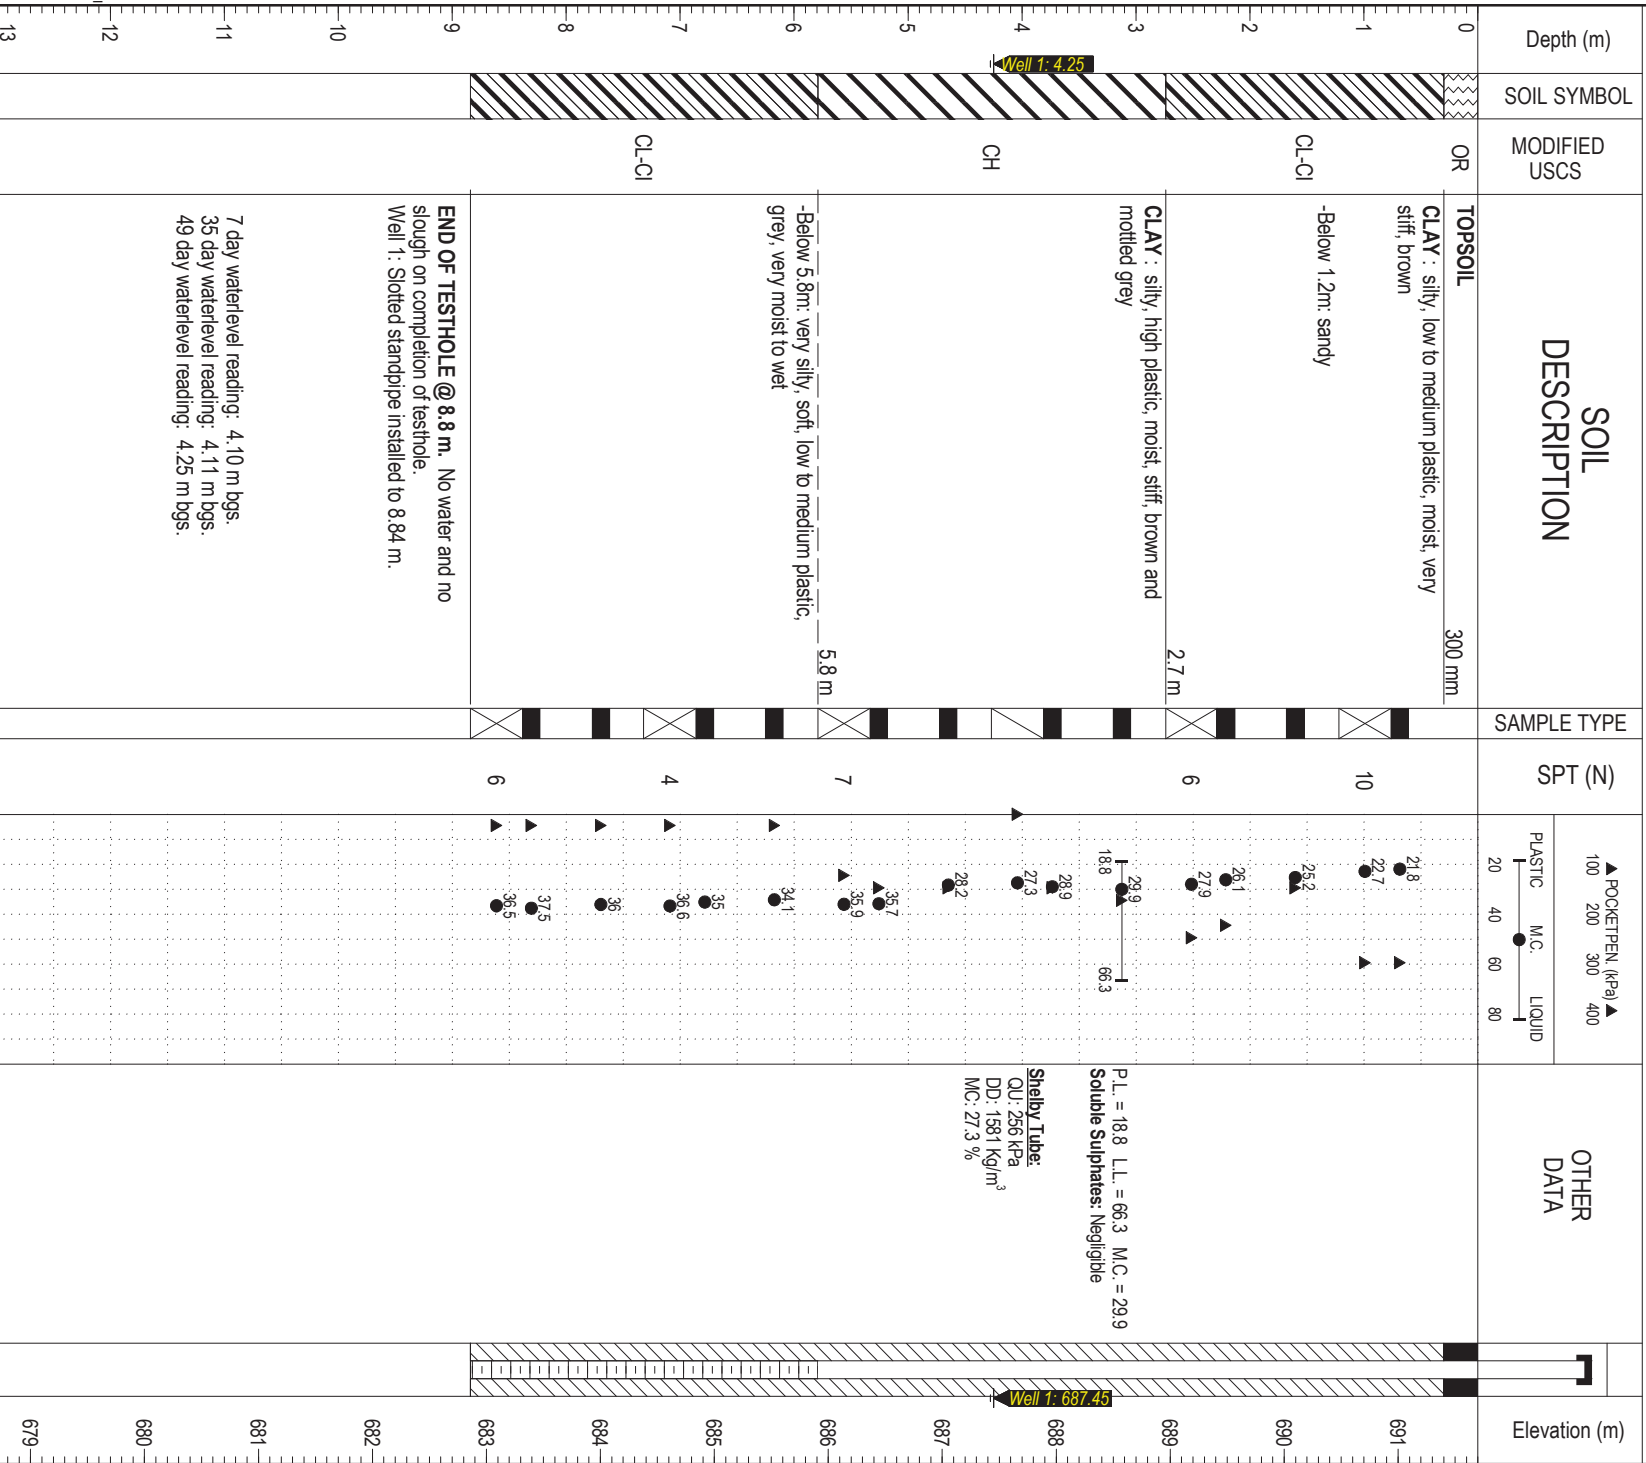 Depth (m)
0
1
2
3
4
5
6
7
8
9
10
11
12
13
Well 1: 4.25
SOIL SYMBOL
MODIFIED
USCS
OR
CL-CI
CH
CL-CI
SOIL
DESCRIPTION
TOPSOIL
300 mm
CLAY : silty, low to medium plastic, moist, very
stiff, brown
-Below 1.2m: sandy
2.7 m
CLAY : silty, high plastic, moist, stiff, brown and
mottled grey
5.8 m
-Below 5.8m: very silty, soft, low to medium plastic,
grey, very moist to wet
END OF TESTHOLE @ 8.8 m. No water and no
slough on completion of testhole.
Well 1: Slotted standpipe installed to 8.84 m.
7 day waterlevel reading: 4.10 m bgs.
35 day waterlevel reading: 4.11 m bgs.
49 day waterlevel reading: 4.25 m bgs.
SAMPLE TYPE
SPT (N)
10
6
7
4
6
▲ POCKETPEN. (kPa) ▲
100 200 300 400
PLASTIC M.C. LIQUID
20 40 60 80
21.8
22.7
25.2
26.1
27.9
18.8 29.9 66.3
28.9
27.3
28.2
35.7
35.9
34.1
35
36.6
36
37.5
36.5
OTHER
DATA
P.L. = 18.8 L.L. = 66.3 M.C. = 29.9
Soluble Sulphates: Negligible
Shelby Tube:
QU: 256 kPa
DD: 1581 Kg/m³
MC: 27.3 %
Well 1: 687.45
Elevation (m)
691
690
689
688
687
686
685
684
683
682
681
680
679